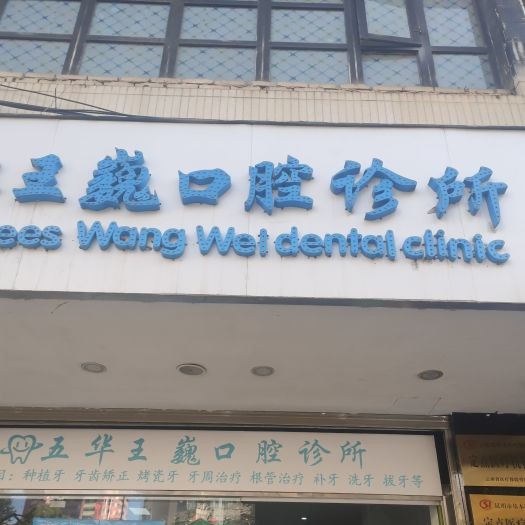 王巍口腔诊所
ees Wang Wei dental clinic
五华王巍口腔诊所
目：种植牙 牙齿矫正 烤瓷牙 牙周治疗 根管治疗 补牙 洗牙 拔牙等